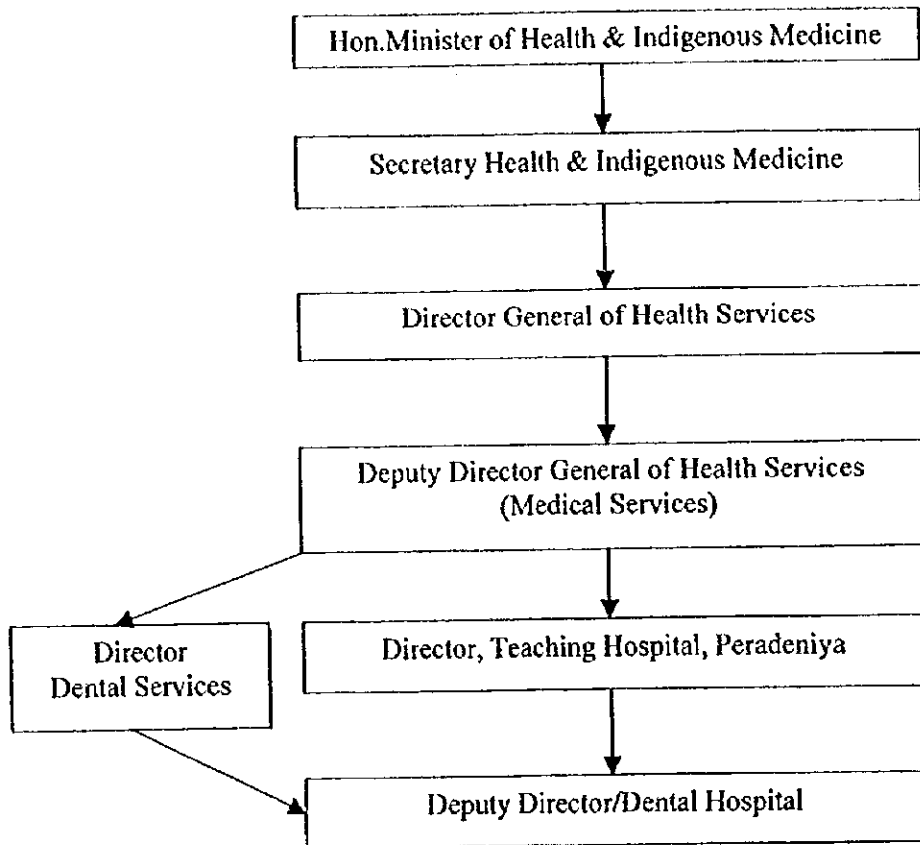 Hon.Minister of Health & Indigenous Medicine
Secretary Health & Indigenous Medicine
Director General of Health Services
Deputy Director General of Health Services
(Medical Services)
Director
Dental Services
Director, Teaching Hospital, Peradeniya
Deputy Director/Dental Hospital